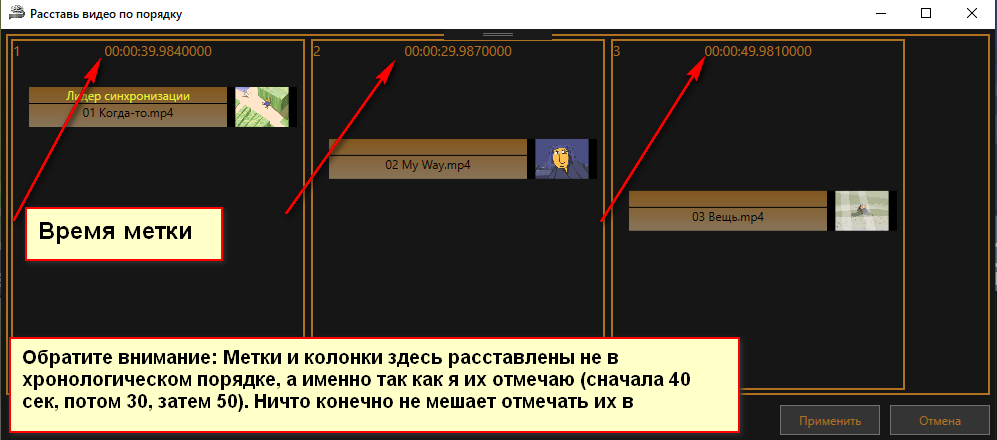 Расставь видео по порядку
1 00:00:39.9840000
2 00:00:29.9870000
3 00:00:49.9810000
Лидер синхронизации
01 Когда-то.mp4
02 My Way.mp4
03 Вещь.mp4
Время метки
Обратите внимание: Метки и колонки здесь расставлены не в
хронологическом порядке, а именно так как я их отмечаю (сначала 40
сек, потом 30, затем 50). Ничто конечно не мешает отмечать их в
Применить
Отмена